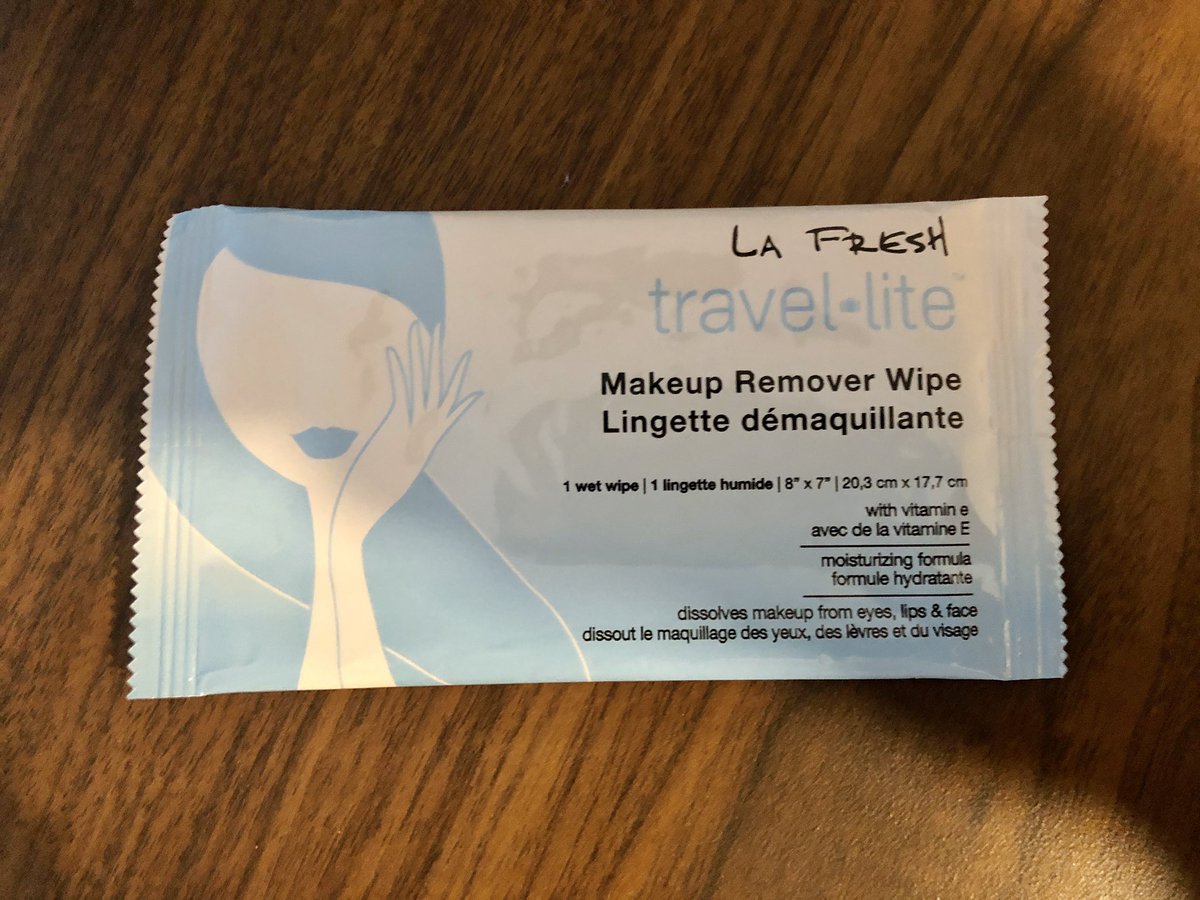 LA FRESH
travel•lite™
Makeup Remover Wipe
Lingette démaquillante
1 wet wipe | 1 lingette humide | 8” x 7” | 20,3 cm x 17,7 cm
with vitamin e
avec de la vitamine E
moisturizing formula
formule hydratante
dissolves makeup from eyes, lips & face
dissout le maquillage des yeux, des lèvres et du visage